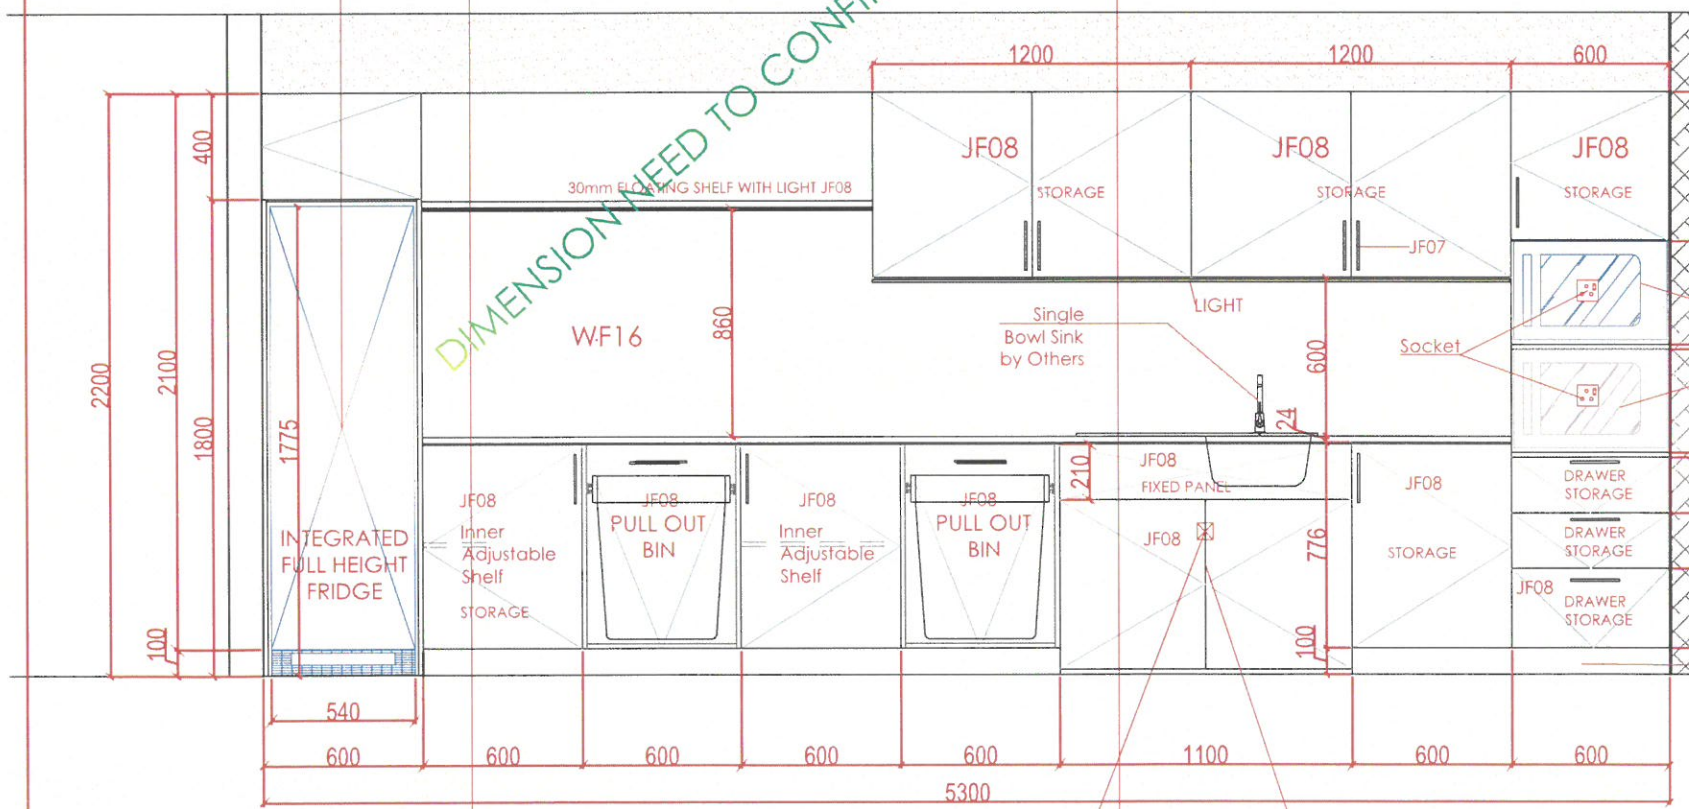 DIMENSION NEED TO CONFI
1200
1200
600
2200
2100
400
1800
1775
100
30mm FLOATING SHELF WITH LIGHT JF08
JF08
STORAGE
JF08
STORAGE
JF08
STORAGE
JF07
LIGHT
WF16
860
Single
Bowl Sink
by Others
600
Socket
24
INTEGRATED
FULL HEIGHT
FRIDGE
JF08
Inner
Adjustable
Shelf
STORAGE
JF08
PULL OUT
BIN
JF08
Inner
Adjustable
Shelf
JF08
PULL OUT
BIN
210
JF08
FIXED PANEL
JF08
776
100
JF08
STORAGE
DRAWER
STORAGE
DRAWER
STORAGE
JF08
DRAWER
STORAGE
540
600
600
600
600
600
1100
600
600
5300